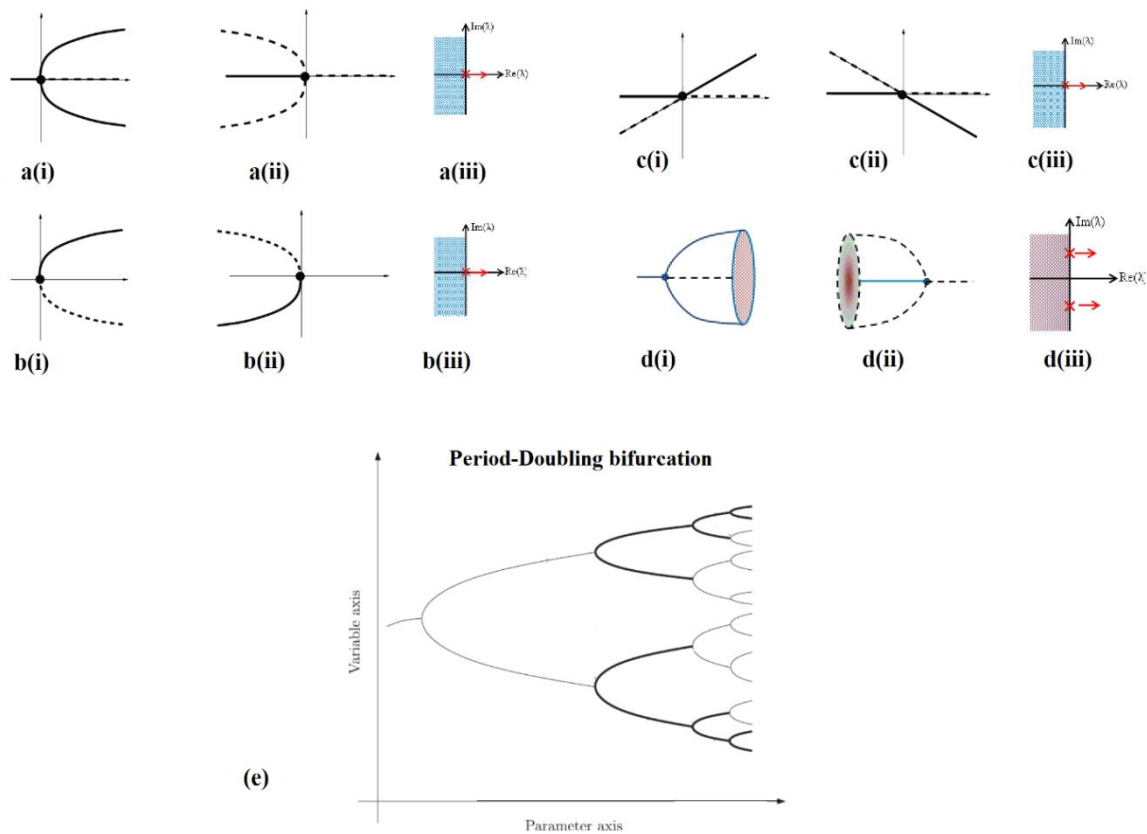 Im(λ)
Re(λ)
a(i)
a(ii)
a(iii)
Im(λ)
Re(λ)
c(i)
c(ii)
c(iii)
Im(λ)
Re(λ)
b(i)
b(ii)
b(iii)
Im(λ)
Re(λ)
d(i)
d(ii)
d(iii)
Period-Doubling bifurcation
Variable axis
(e)
Parameter axis